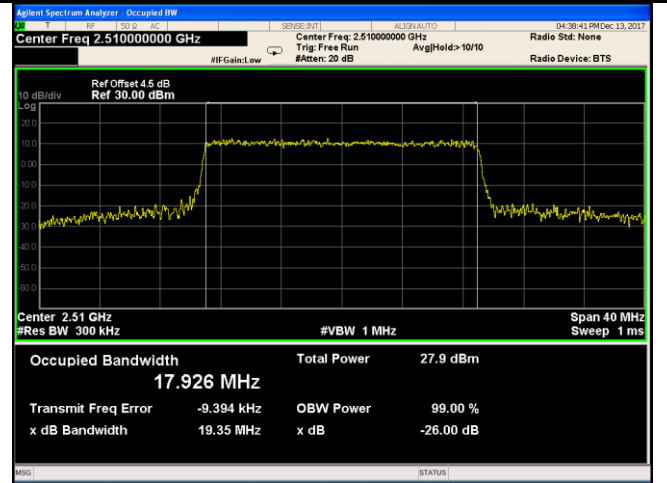 Agilent Spectrum Analyzer - Occupied BW
T RF 50 Ω AC SENSE:INT ALIGN AUTO 04:38:41 PM Dec 13, 2017
Center Freq 2.510000000 GHz Center Freq: 2.510000000 GHz Radio Std: None
Trig: Free Run Avg|Hold:> 10/10
#IFGain:Low #Atten: 20 dB Radio Device: BTS
Ref Offset 4.5 dB
10 dB/div Ref 30.00 dBm
Log
20.0
10.0
0.00
-10.0
-20.0
-30.0
-40.0
-50.0
-60.0
Center 2.51 GHz Span 40 MHz
#Res BW 300 kHz #VBW 1 MHz Sweep 1 ms
Occupied Bandwidth Total Power 27.9 dBm
17.926 MHz
Transmit Freq Error -9.394 kHz OBW Power 99.00 %
x dB Bandwidth 19.35 MHz x dB -26.00 dB
MSG STATUS